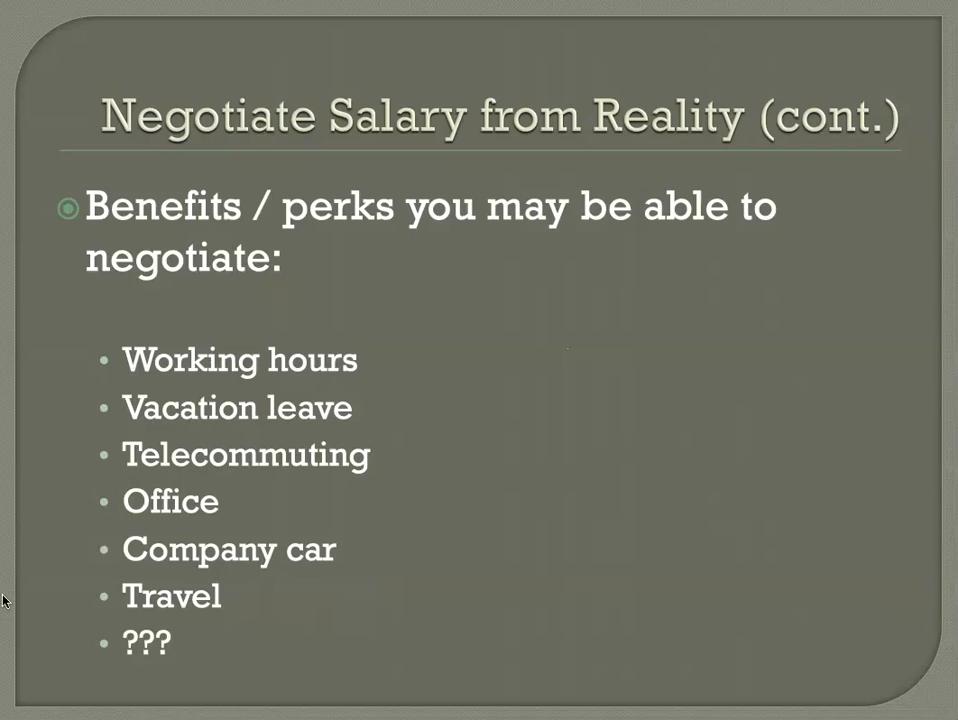 Negotiate Salary from Reality (cont.)
Benefits / perks you may be able to
negotiate:
• Working hours
• Vacation leave
• Telecommuting
• Office
• Company car
• Travel
• ???